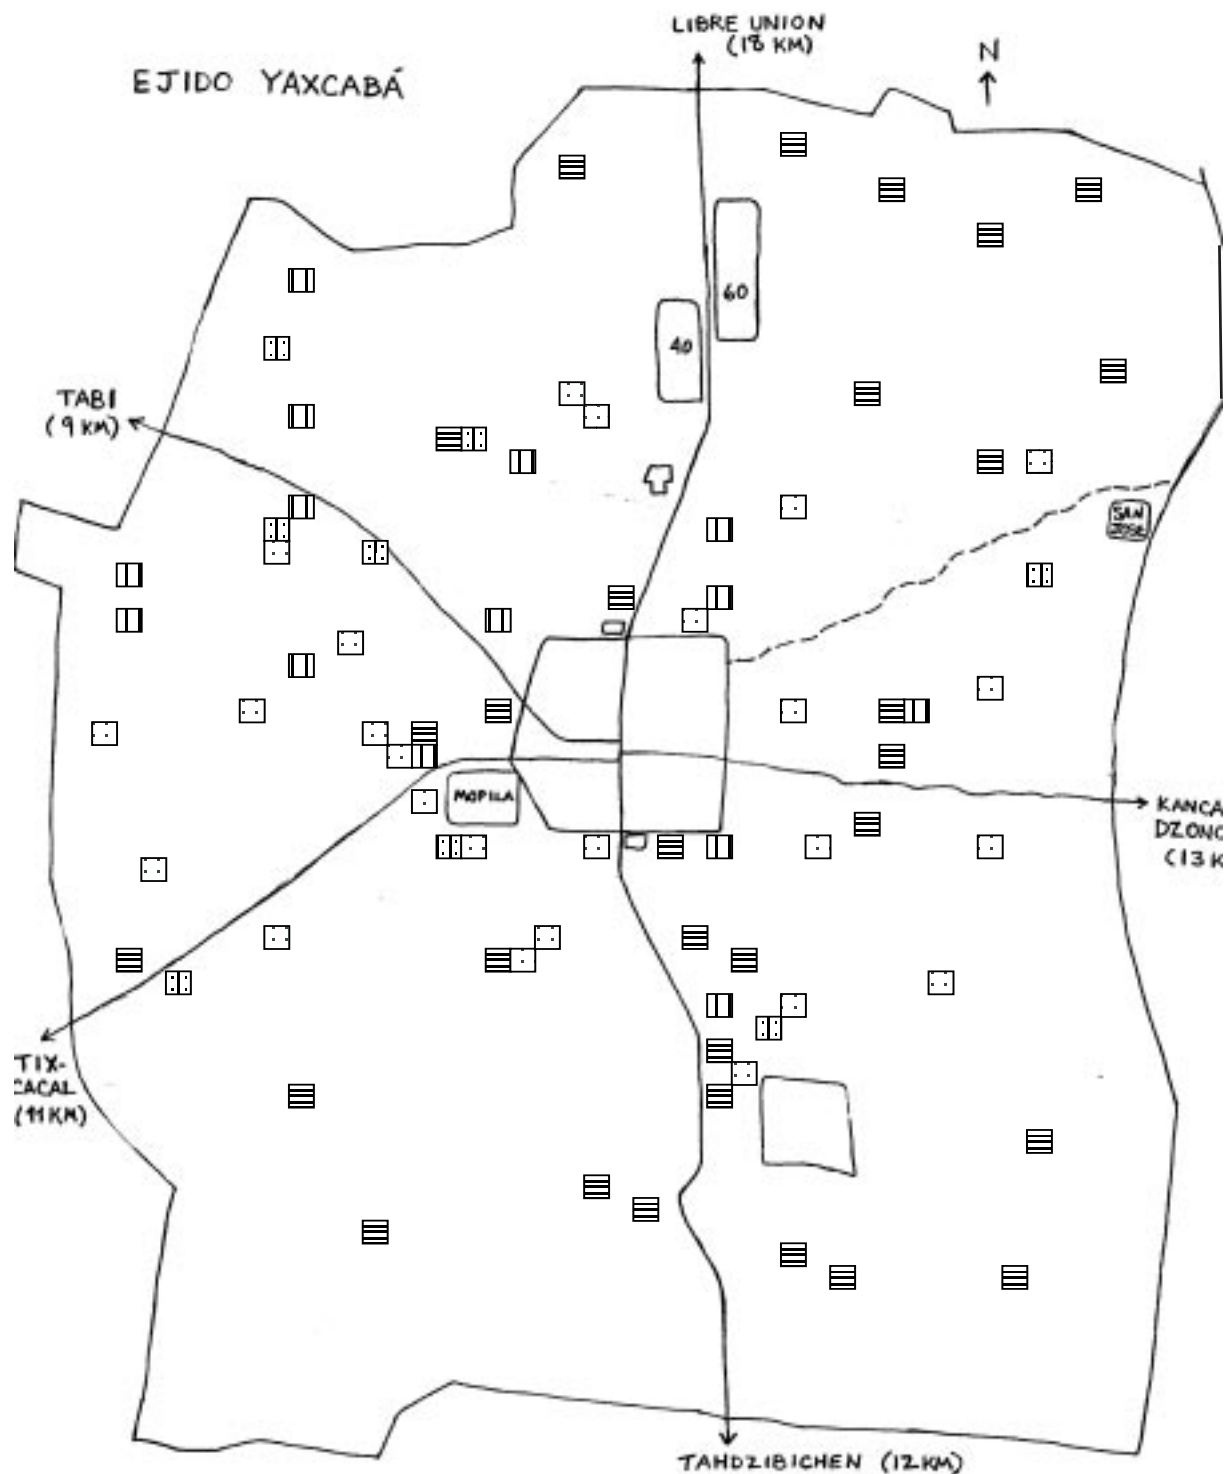 LIBRE UNION
(18 KM)
N
EJIDO YAXCABÁ
60
40
TABI
(9 KM)
SAN
JOSE
MOPILA
KANCA
DZONO
(13 K
TIX-
CACAL
(11 KM)
TAHDZIBICHEN (12 KM)